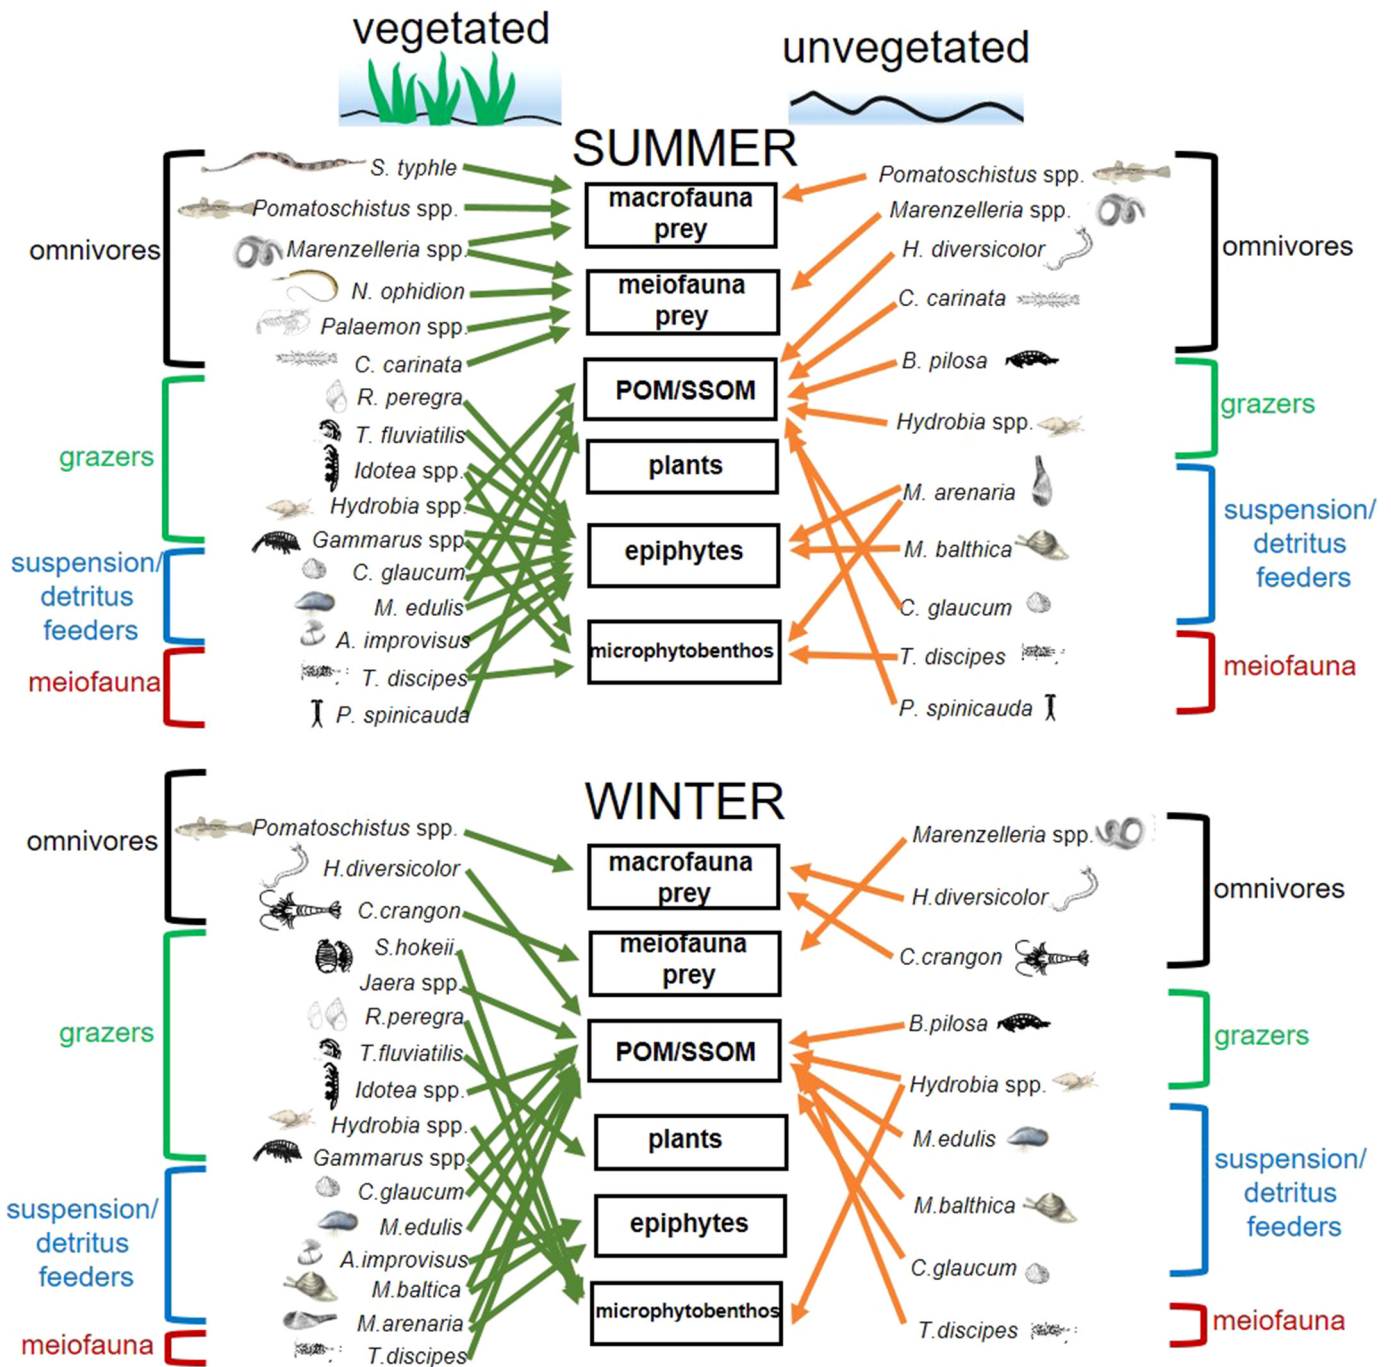 vegetated
unvegetated
SUMMER
omnivores
S. typhle
Pomatoschistus spp.
Marenzelleria spp.
N. ophidion
Palaemon spp.
C. carinata
grazers
R. peregra
T. fluviatilis
Idotea spp.
Hydrobia spp.
Gammarus spp
suspension/
detritus
feeders
C. glaucum
M. edulis
A. improvisus
meiofauna
T. discipes
P. spinicauda
macrofauna
prey
meiofauna
prey
POM/SSOM
plants
epiphytes
microphytobenthos
Pomatoschistus spp.
Marenzelleria spp.
H. diversicolor
C. carinata
omnivores
B. pilosa
Hydrobia spp.
grazers
M. arenaria
M. balthica
C. glaucum
suspension/
detritus
feeders
T. discipes
P. spinicauda
meiofauna
WINTER
omnivores
Pomatoschistus spp.
H.diversicolor
C.crangon
grazers
S.hokeii
Jaera spp.
R.peregra
T.fluviatilis
Idotea spp.
Hydrobia spp.
Gammarus spp.
suspension/
detritus
feeders
C.glaucum
M.edulis
A.improvisus
M.baltica
M.arenaria
meiofauna
T.discipes
macrofauna
prey
meiofauna
prey
POM/SSOM
plants
epiphytes
microphytobenthos
Marenzelleria spp.
H.diversicolor
C.crangon
omnivores
B.pilosa
Hydrobia spp.
grazers
M.edulis
M.balthica
C.glaucum
suspension/
detritus
feeders
T.discipes
meiofauna